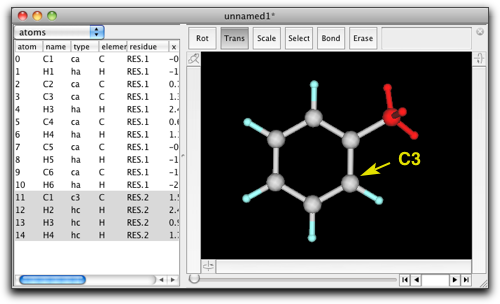 unnamed1*
atoms
Rot Trans Scale Select Bond Erase
atom name type elemer residue x
0 C1 ca C RES.1 -0
1 H1 ha H RES.1 -1
2 C2 ca C RES.1 0.
3 C3 ca C RES.1 1.
4 H3 ha H RES.1 2.
5 C4 ca C RES.1 0.
6 H4 ha H RES.1 1.
7 C5 ca C RES.1 -0
8 H5 ha H RES.1 -1
9 C6 ca C RES.1 -1
10 H6 ha H RES.1 -2
11 C1 c3 C RES.2 1.
12 H2 hc H RES.2 2.
13 H3 hc H RES.2 0.
14 H4 hc H RES.2 1.
C3